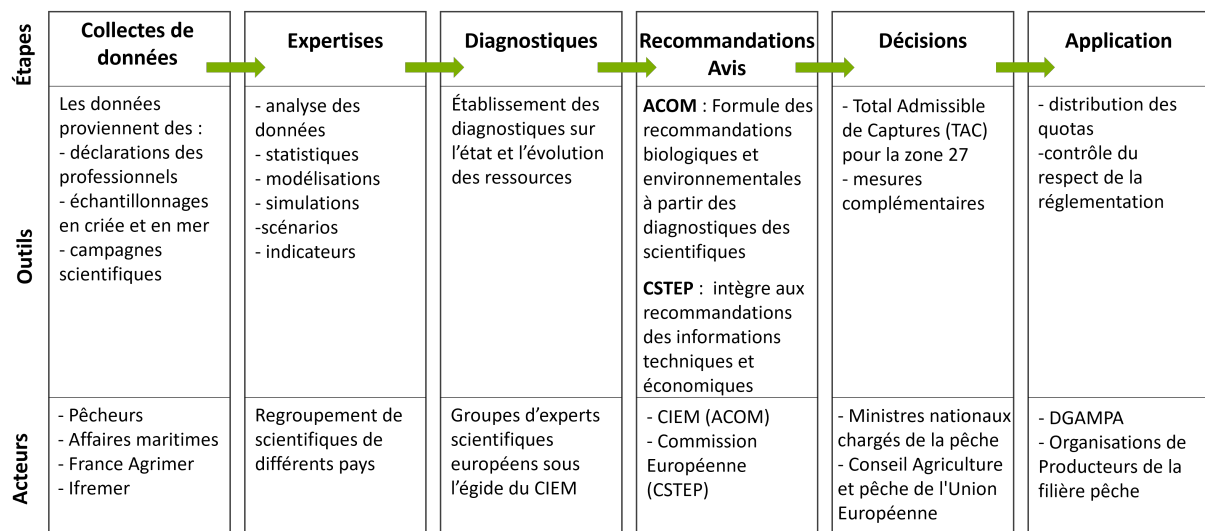 Étapes
Collectes de
données
Expertises
Diagnostiques
Recommandations
Avis
Décisions
Application
Outils
Les données
proviennent des :
- déclarations des
professionnels
- échantillonnages
en criée et en mer
- campagnes
scientifiques
- analyse des
données
- statistiques
- modélisations
- simulations
-scénarios
- indicateurs
Établissement des
diagnostiques sur
l'état et l'évolution
des ressources
ACOM : Formule des
recommandations
biologiques et
environnementales
à partir des
diagnostiques des
scientifiques
CSTEP :  intègre aux
recommandations
des informations
techniques et
économiques
- Total Admissible
de Captures (TAC)
pour la zone 27
- mesures
complémentaires
- distribution des
quotas
-contrôle du
respect de la
réglementation
Acteurs
- Pêcheurs
- Affaires maritimes
- France Agrimer
- Ifremer
Regroupement de
scientifiques de
différents pays
Groupes d'experts
scientifiques
européens sous
l'égide du CIEM
- CIEM (ACOM)
- Commission
Européenne
(CSTEP)
- Ministres nationaux
chargés de la pêche
- Conseil Agriculture
et pêche de l'Union
Européenne
- DGAMPA
- Organisations de
Producteurs de la
filière pêche